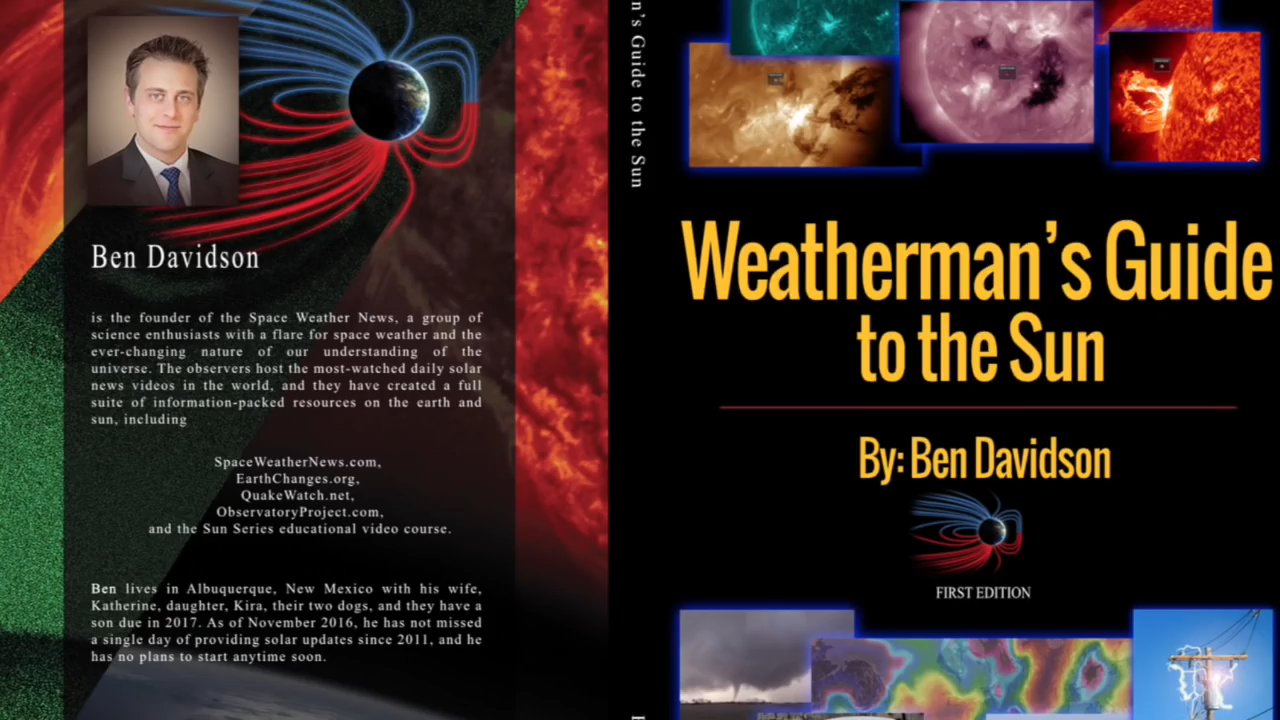 Ben Davidson
is the founder of the Space Weather News, a group of
science enthusiasts with a flare for space weather and the
ever-changing nature of our understanding of the
universe. The observers host the most-watched daily solar
news videos in the world, and they have created a full
suite of information-packed resources on the earth and
sun, including
SpaceWeatherNews.com,
EarthChanges.org,
QuakeWatch.net,
ObservatoryProject.com,
and the Sun Series educational video course.
Ben lives in Albuquerque, New Mexico with his wife,
Katherine, daughter, Kira, their two dogs, and they have a
son due in 2017. As of November 2016, he has not missed
a single day of providing solar updates since 2011, and he
has no plans to start anytime soon.
n's Guide to the Sun
Weatherman's Guide
to the Sun
By: Ben Davidson
FIRST EDITION